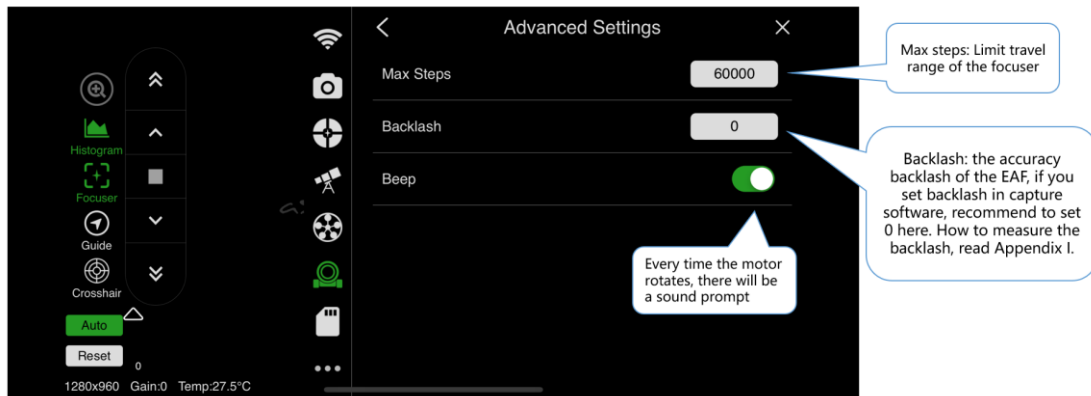 Histogram
Focuser
Guide
Crosshair
Auto
Reset
0
1280x960 Gain:0 Temp:27.5°C
Advanced Settings
Max Steps
60000
Backlash
0
Beep
Max steps: Limit travel
range of the focuser
Backlash: the accuracy
backlash of the EAF, if you
set backlash in capture
software, recommend to set
0 here. How to measure the
backlash, read Appendix I.
Every time the motor
rotates, there will be
a sound prompt